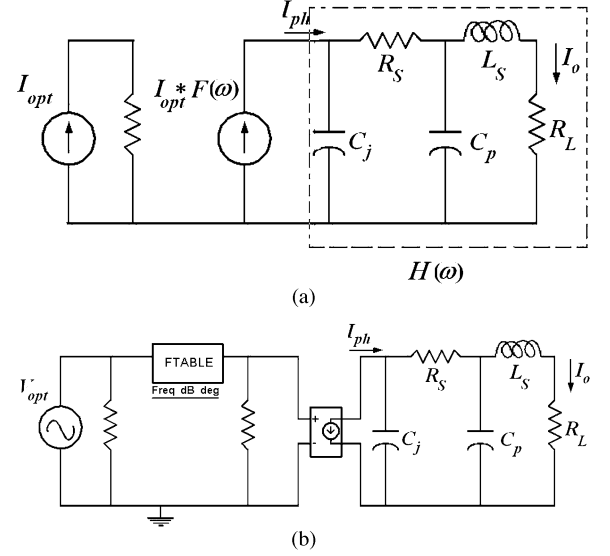 I_ph
I_opt
I_opt * F(ω)
R_S
L_S
I_o
C_j
C_p
R_L
H(ω)
(a)
I_ph
V_opt
FTABLE
Freq dB deg
R_S
L_S
I_o
+
-
C_j
C_p
R_L
(b)